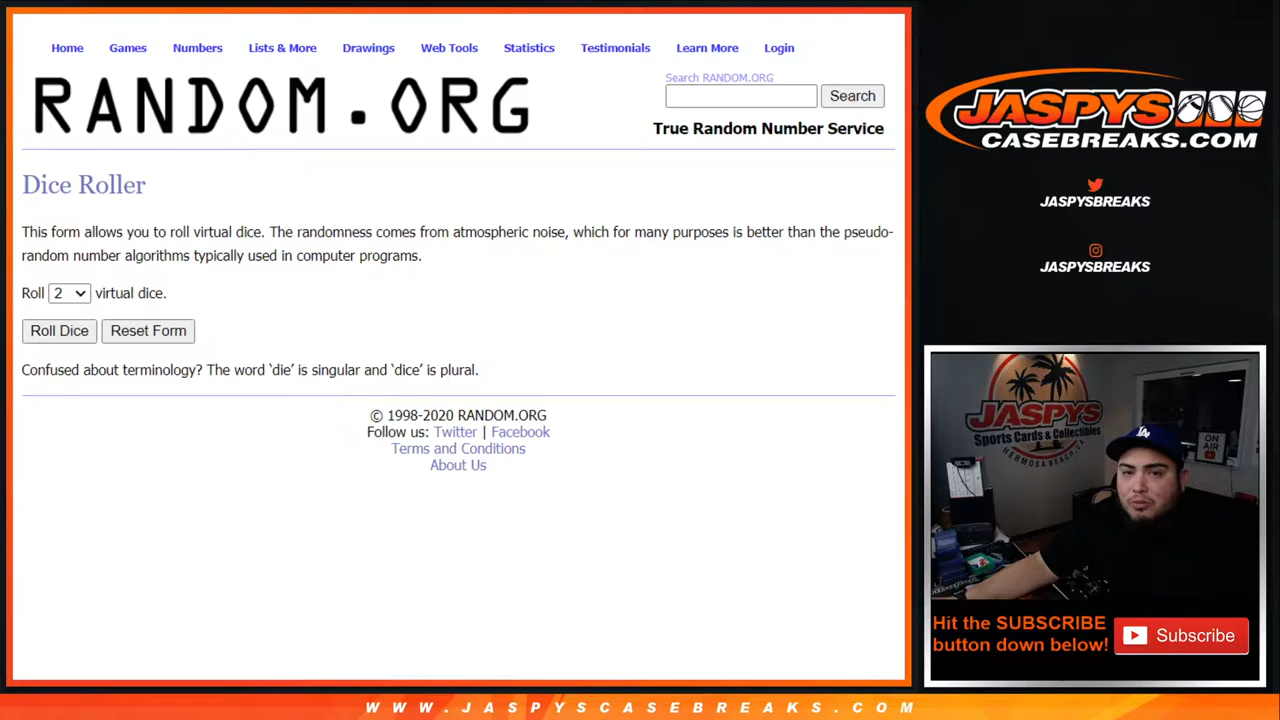 Home Games Numbers Lists & More Drawings Web Tools Statistics Testimonials Learn More Login
RANDOM.ORG
Search RANDOM.ORG
Search
True Random Number Service
Dice Roller
This form allows you to roll virtual dice. The randomness comes from atmospheric noise, which for many purposes is better than the pseudo-
random number algorithms typically used in computer programs.
Roll 2 virtual dice.
Roll Dice Reset Form
Confused about terminology? The word ‘die’ is singular and ‘dice’ is plural.
© 1998-2020 RANDOM.ORG
Follow us: Twitter | Facebook
Terms and Conditions
About Us
JASPYS
CASEBREAKS.COM
JASPYSBREAKS
JASPYSBREAKS
JASPYS
Sports Cards & Collectibles
HERMOSA BEACH, CA
ON
AIR
LA
Hit the SUBSCRIBE
button down below!
Subscribe
WWW.JASPYSCASEBREAKS.COM